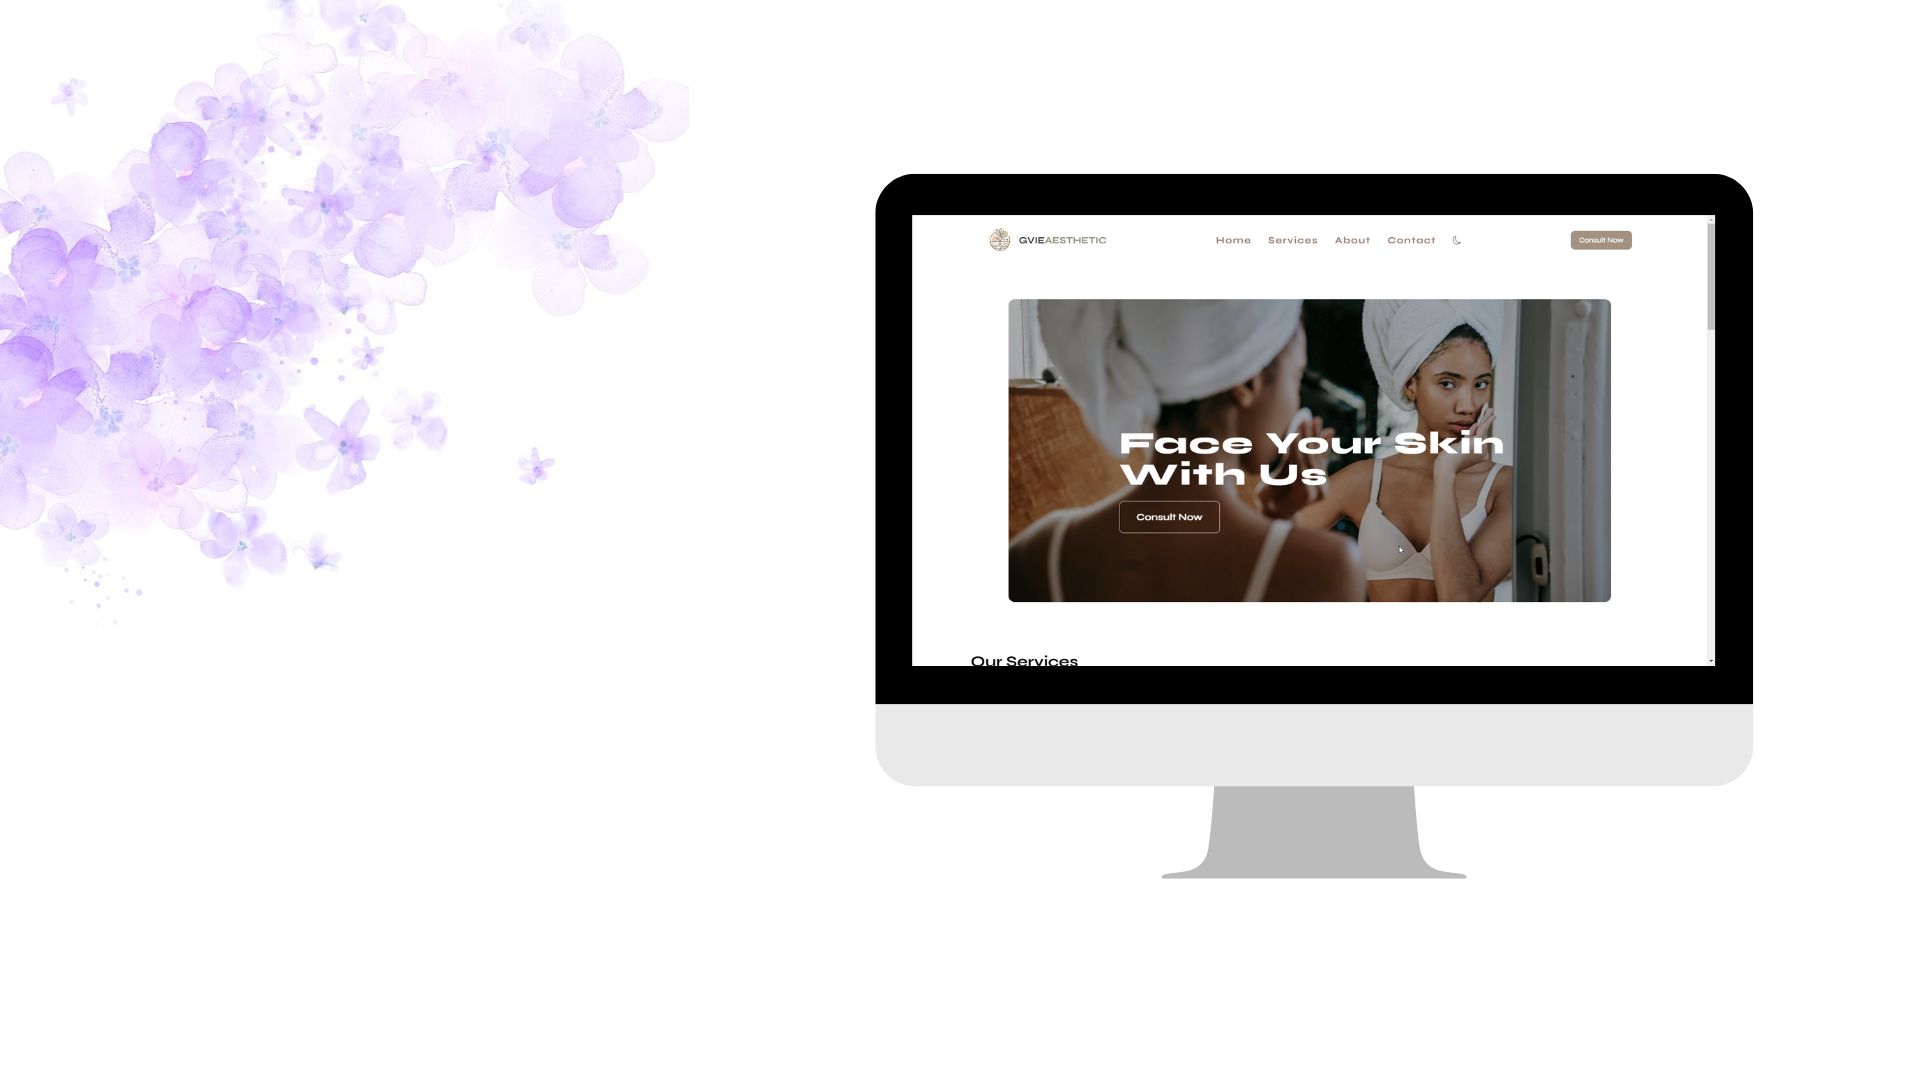 GVIEAESTHETIC
Home Services About Contact
Consult Now
Face Your Skin
With Us
Consult Now
Our Services